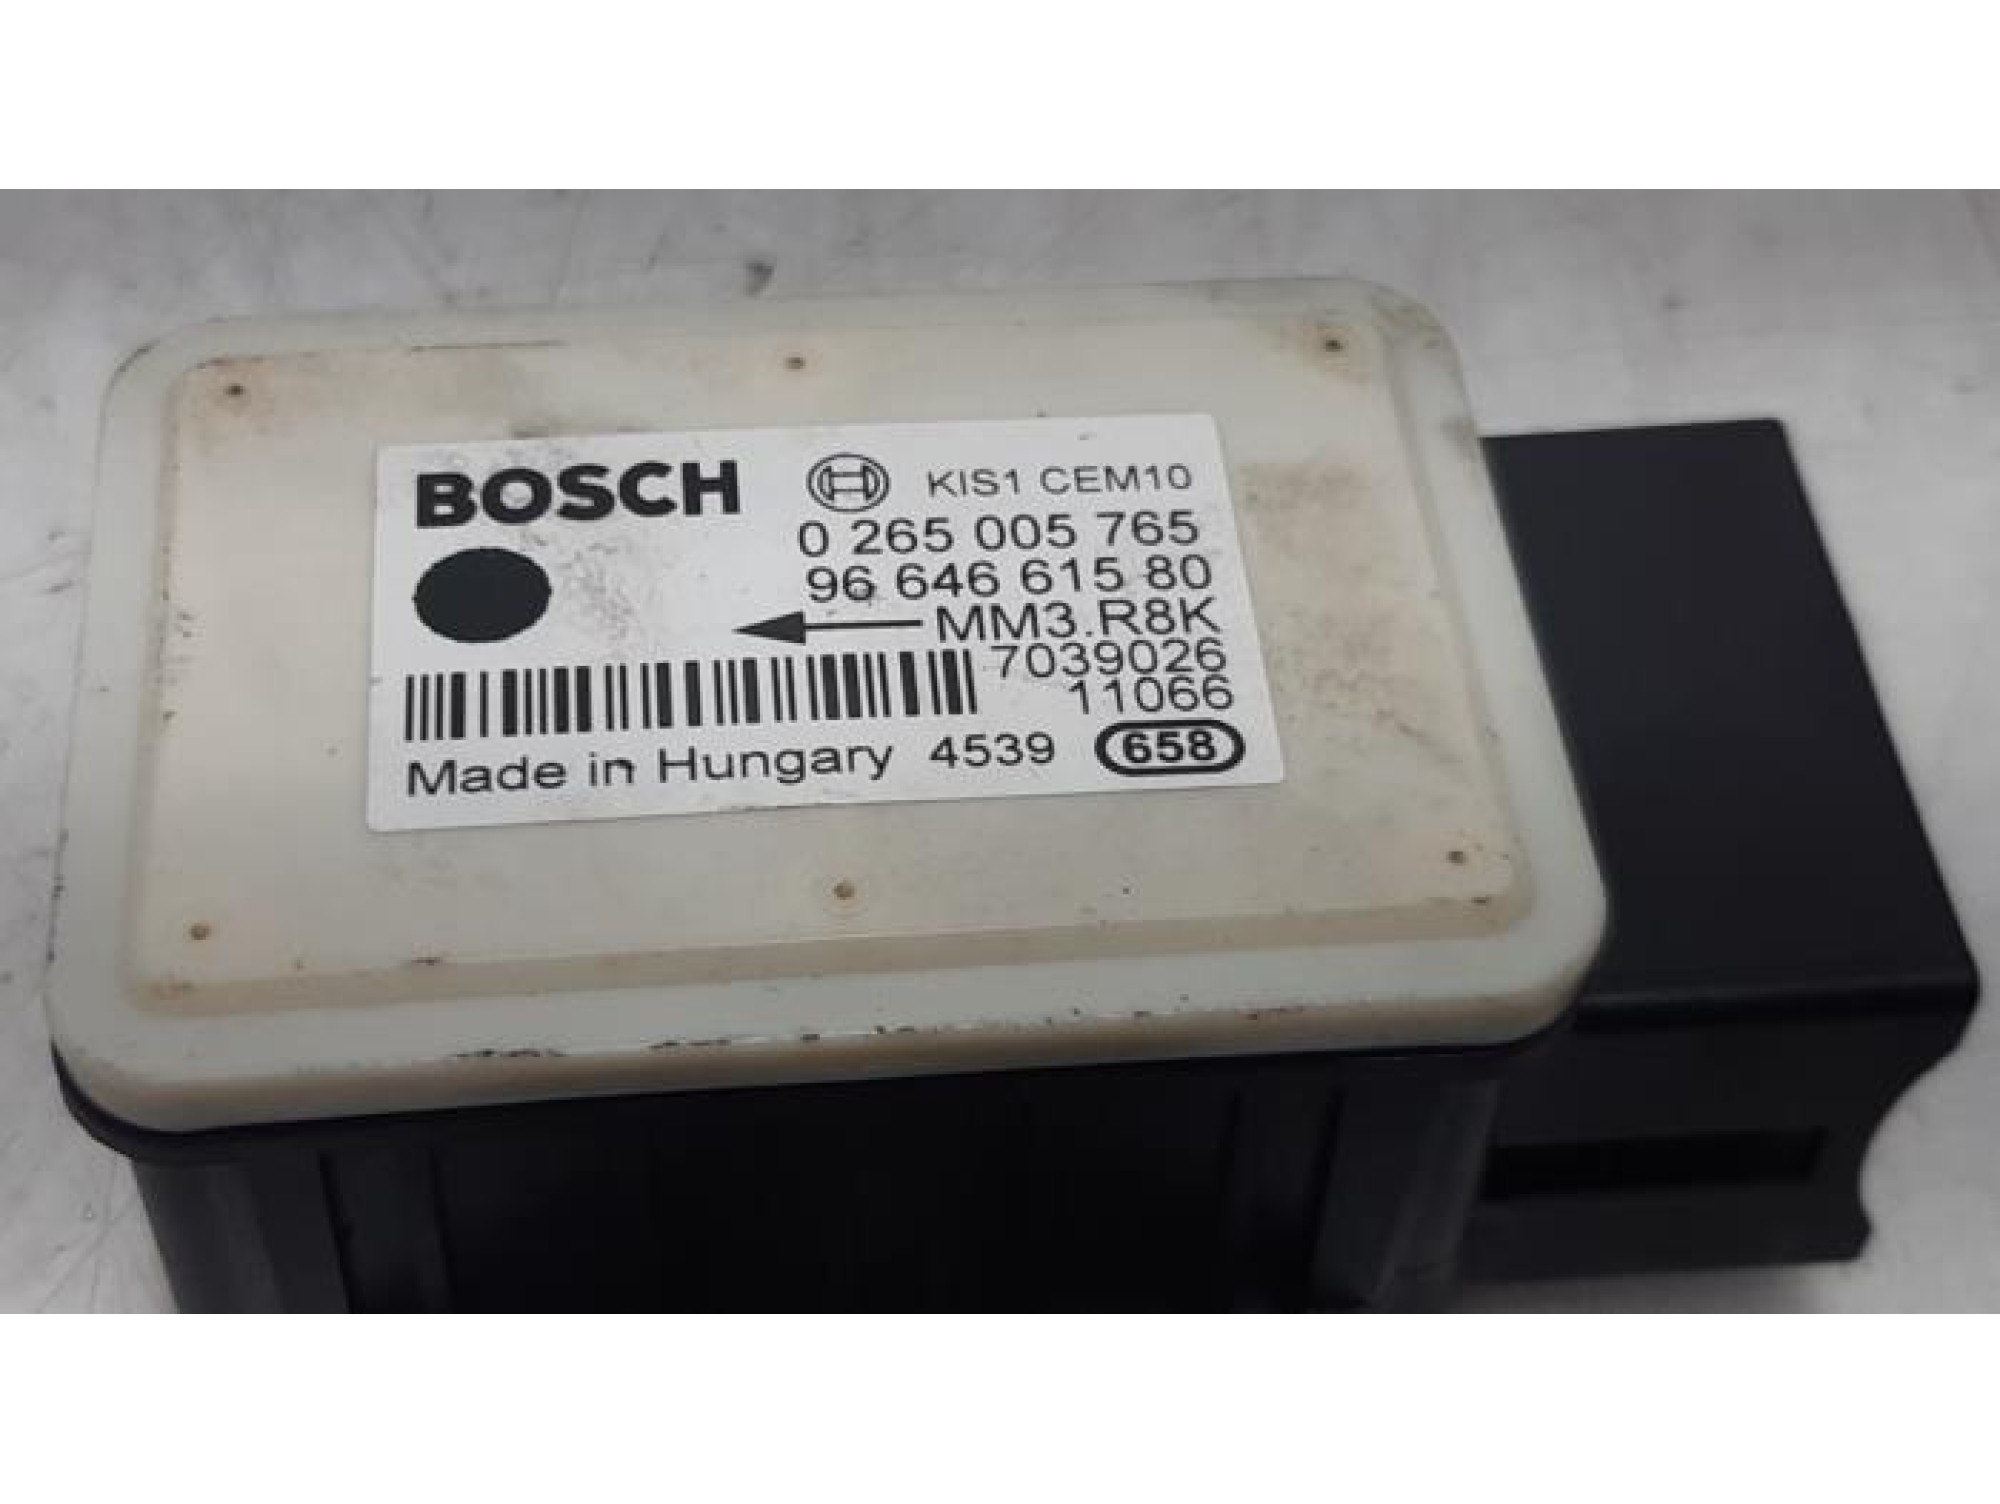 BOSCH KIS1 CEM10
0 265 005 765
96 646 615 80
MM3.R8K
7039026
11066
Made in Hungary 4539 658